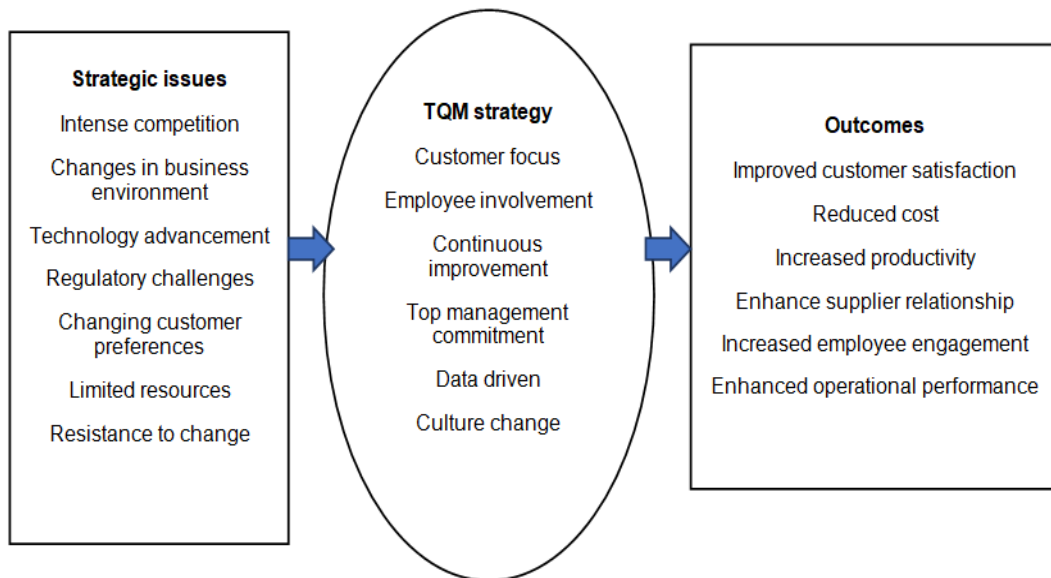 Strategic issues
Intense competition
Changes in business
environment
Technology advancement
Regulatory challenges
Changing customer
preferences
Limited resources
Resistance to change
TQM strategy
Customer focus
Employee involvement
Continuous
improvement
Top management
commitment
Data driven
Culture change
Outcomes
Improved customer satisfaction
Reduced cost
Increased productivity
Enhance supplier relationship
Increased employee engagement
Enhanced operational performance